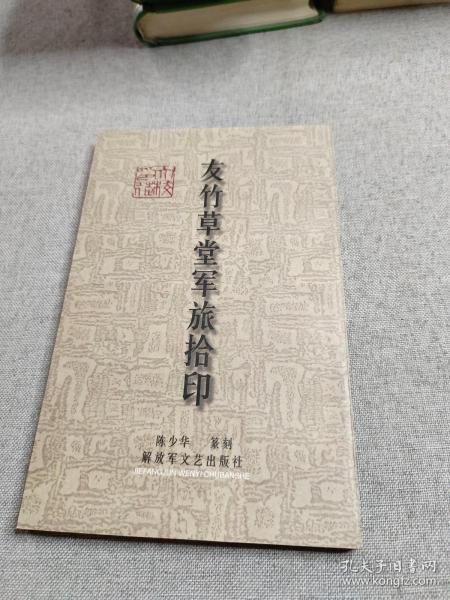 友竹草堂军旅拾印
陈少华 篆刻
解放军文艺出版社
JIEFANGJUN WENYI CHUBANSHE
孔夫子旧书网
www.kongfz.com